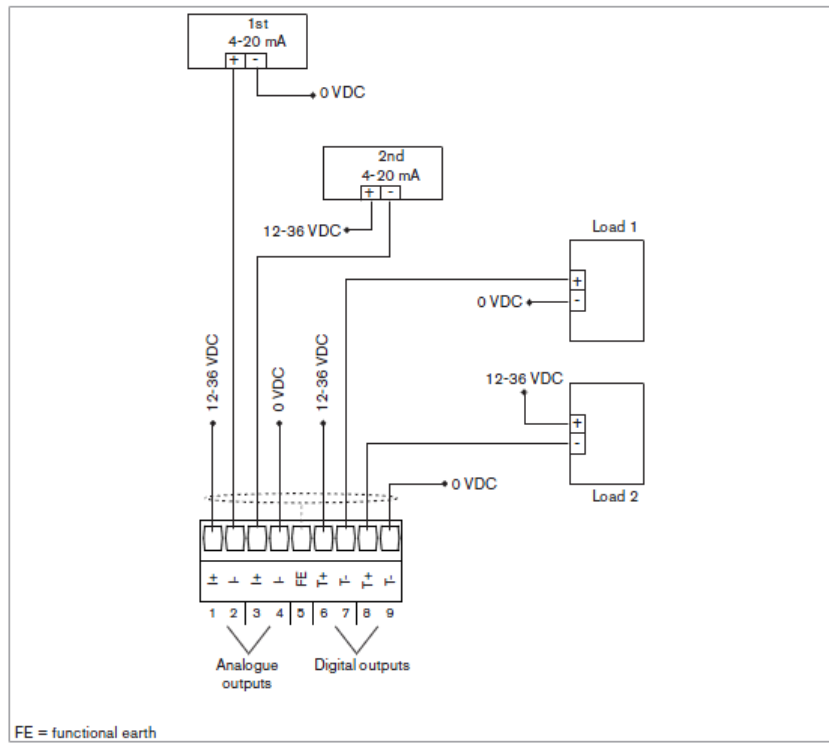 1st
4-20 mA
+ -
0 VDC
2nd
4-20 mA
+ -
12-36 VDC
Load 1
+
-
0 VDC
12-36 VDC
0 VDC
12-36 VDC
12-36 VDC
+
-
Load 2
0 VDC
I+ I- I+ I- FE T+ T- T+ T-
1 2 3 4 5 6 7 8 9
Analogue
outputs
Digital outputs
FE = functional earth